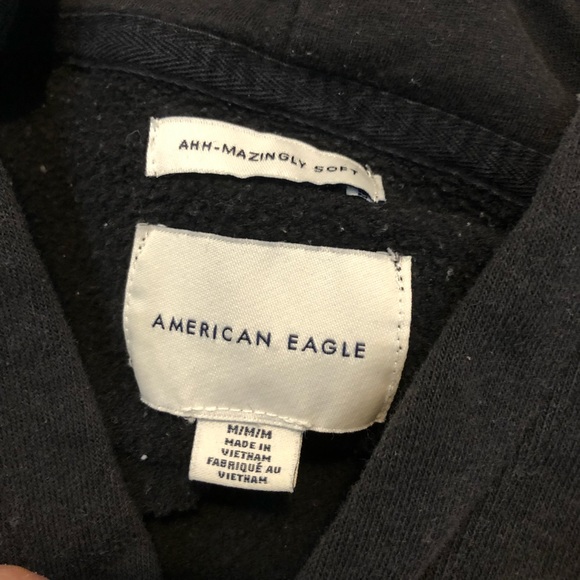 AHH-MAZINGLY SOFT
AMERICAN EAGLE
M/M/M
MADE IN
VIETNAM
FABRIQUÉ AU
VIETNAM